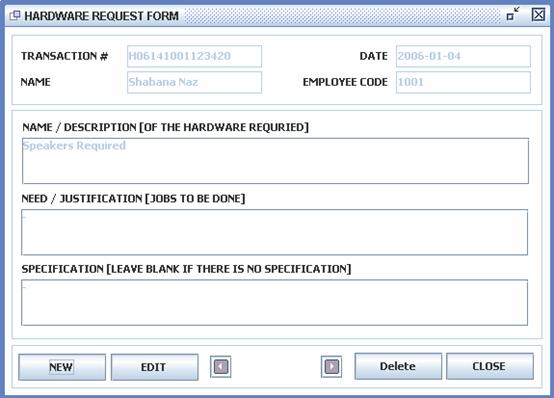 HARDWARE REQUEST FORM
TRANSACTION # H06141001123420 DATE 2006-01-04
NAME Shabana Naz EMPLOYEE CODE 1001
NAME / DESCRIPTION [OF THE HARDWARE REQURIED]
Speakers Required
NEED / JUSTIFICATION [JOBS TO BE DONE]
-
SPECIFICATION [LEAVE BLANK IF THERE IS NO SPECIFICATION]
-
NEW EDIT Delete CLOSE